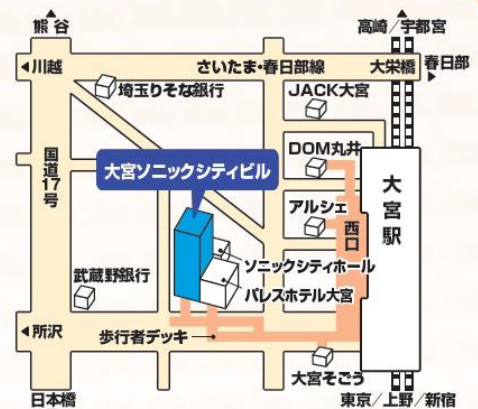 熊谷
高崎／宇都宮
川越
さいたま・春日部線
大栄橋
春日部
埼玉りそな銀行
JACK大宮
国道17号
DOM丸井
大宮ソニックシティビル
大宮駅
アルシェ
西口
ソニックシティホール
武蔵野銀行
パレスホテル大宮
所沢
歩行者デッキ
大宮そごう
日本橋
東京／上野／新宿